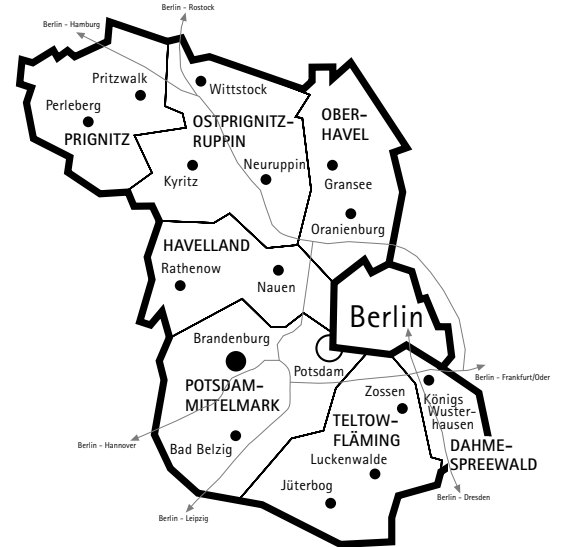 Berlin - Rostock
Berlin - Hamburg
Pritzwalk
Wittstock
Perleberg
PRIGNITZ
OSTPRIGNITZ-
RUPPIN
OBER-
HAVEL
Kyritz
Neuruppin
Gransee
Oranienburg
HAVELLAND
Rathenow
Nauen
Berlin
Brandenburg
Potsdam
Berlin - Frankfurt/Oder
POTSDAM-
MITTELMARK
Zossen
Königs
Wuster-
hausen
TELTOW-
FLÄMING
Berlin - Hannover
Bad Belzig
DAHME-
SPREEWALD
Luckenwalde
Jüterbog
Berlin - Dresden
Berlin - Leipzig